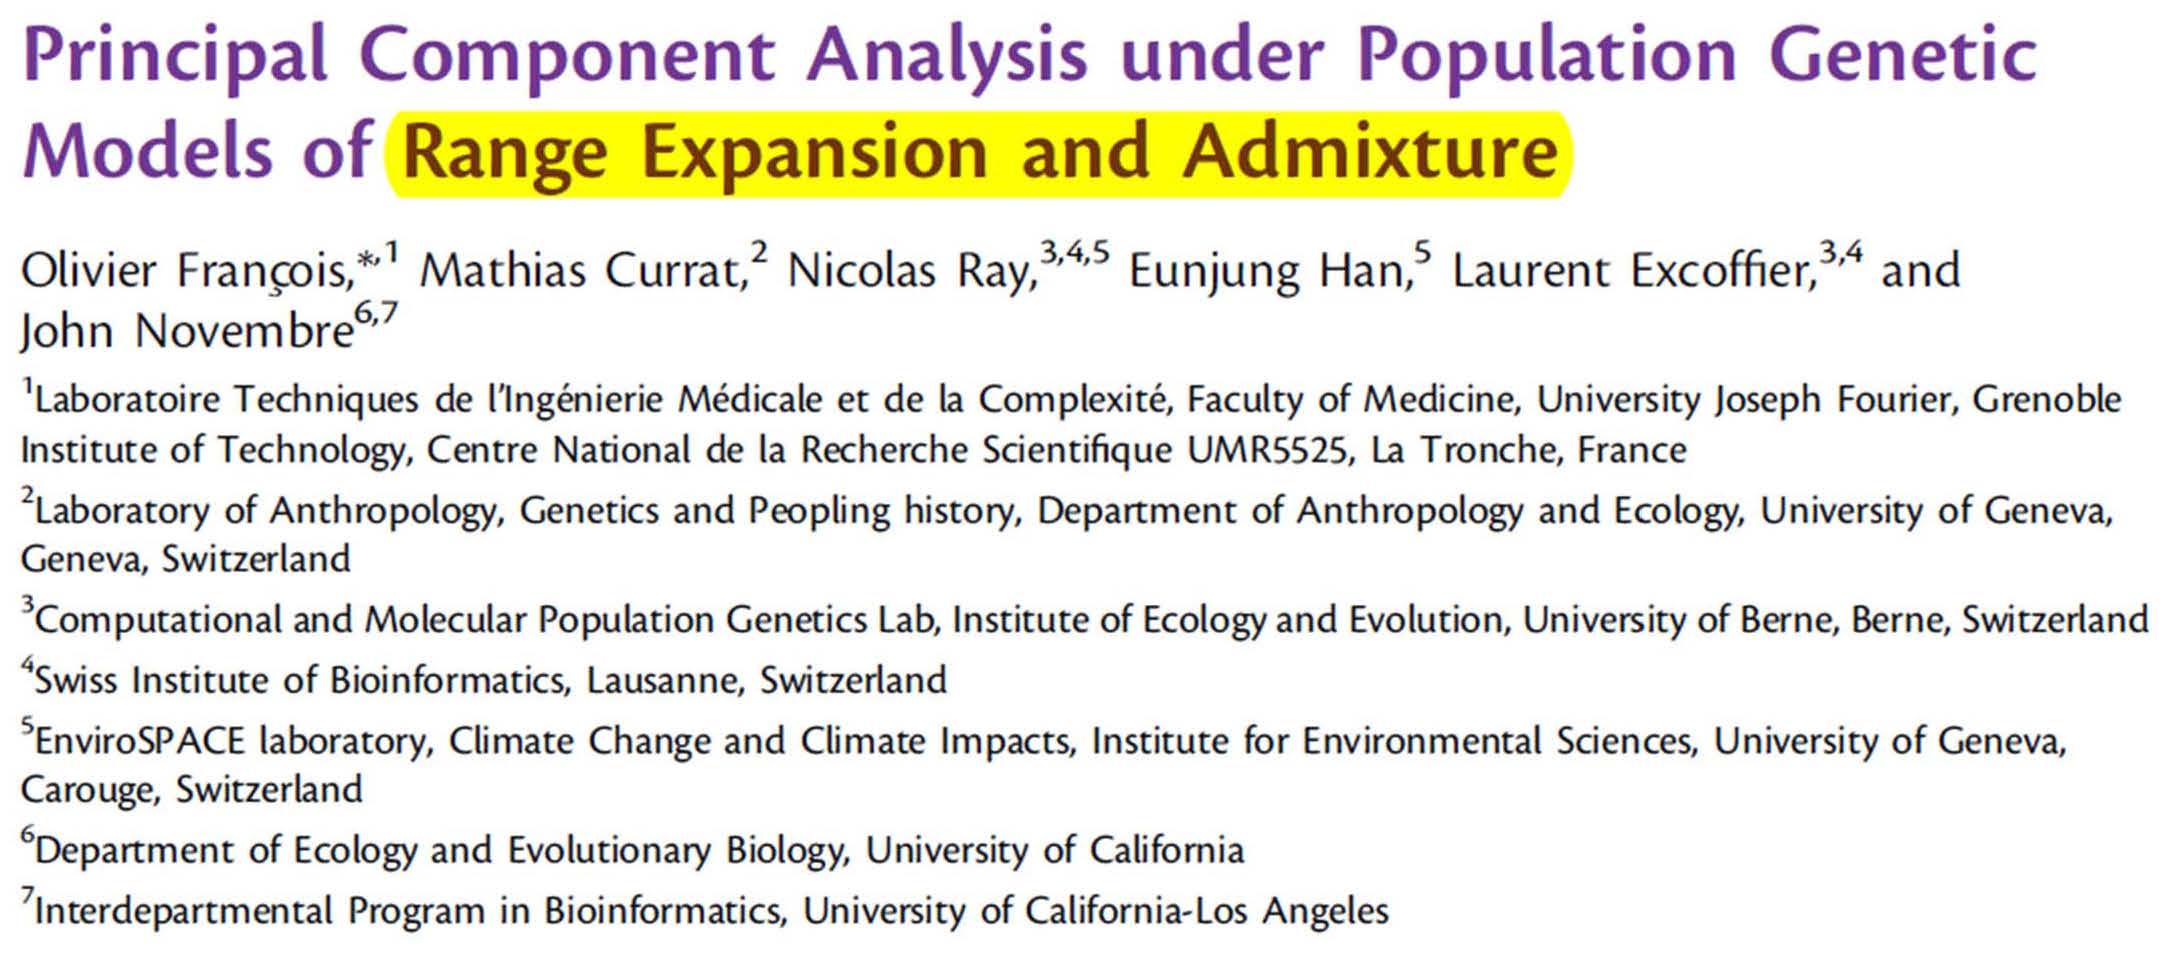 Principal Component Analysis under Population Genetic
Models of Range Expansion and Admixture
Olivier François,*,1 Mathias Currat,2 Nicolas Ray,3,4,5 Eunjung Han,5 Laurent Excoffier,3,4 and
John Novembre6,7
1Laboratoire Techniques de l'Ingénierie Médicale et de la Complexité, Faculty of Medicine, University Joseph Fourier, Grenoble
Institute of Technology, Centre National de la Recherche Scientifique UMR5525, La Tronche, France
2Laboratory of Anthropology, Genetics and Peopling history, Department of Anthropology and Ecology, University of Geneva,
Geneva, Switzerland
3Computational and Molecular Population Genetics Lab, Institute of Ecology and Evolution, University of Berne, Berne, Switzerland
4Swiss Institute of Bioinformatics, Lausanne, Switzerland
5EnviroSPACE laboratory, Climate Change and Climate Impacts, Institute for Environmental Sciences, University of Geneva,
Carouge, Switzerland
6Department of Ecology and Evolutionary Biology, University of California
7Interdepartmental Program in Bioinformatics, University of California-Los Angeles